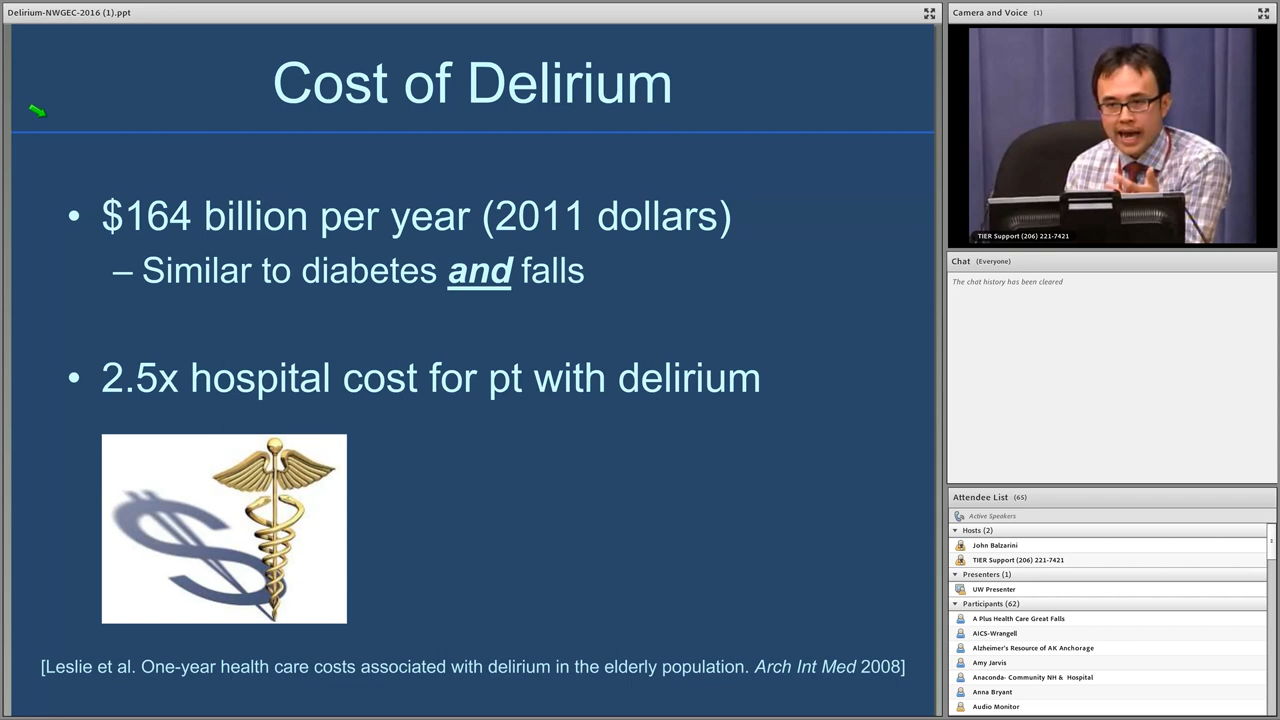 Delirium-NWGEC-2016 (1).ppt
Cost of Delirium
• $164 billion per year (2011 dollars)
– Similar to diabetes and falls
• 2.5x hospital cost for pt with delirium
[Leslie et al. One-year health care costs associated with delirium in the elderly population. Arch Int Med 2008]
Camera and Voice (1)
TIER Support (206) 221-7421
Chat (Everyone)
The chat history has been cleared
Attendee List (65)
Active Speakers
Hosts (2)
John Balzarini
TIER Support (206) 221-7421
Presenters (1)
UW Presenter
Participants (62)
A Plus Health Care Great Falls
AICS-Wrangell
Alzheimer's Resource of AK Anchorage
Amy Jarvis
Anaconda- Community NH & Hospital
Anna Bryant
Audio Monitor